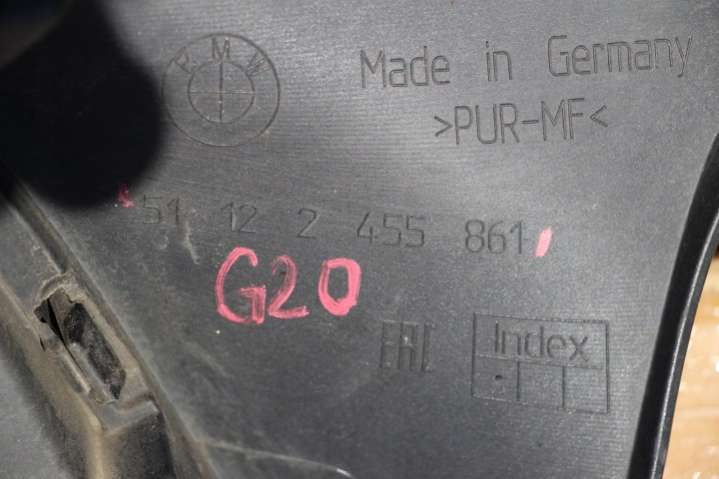 BMW
Made in Germany
>PUR-MF<
51 12 2 455 861
G20
EAC
Index